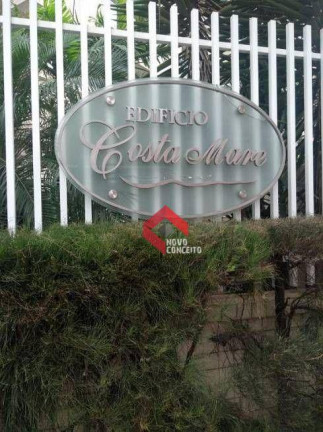 EDIFICIO
Costa Mare
NOVO
CONCEITO